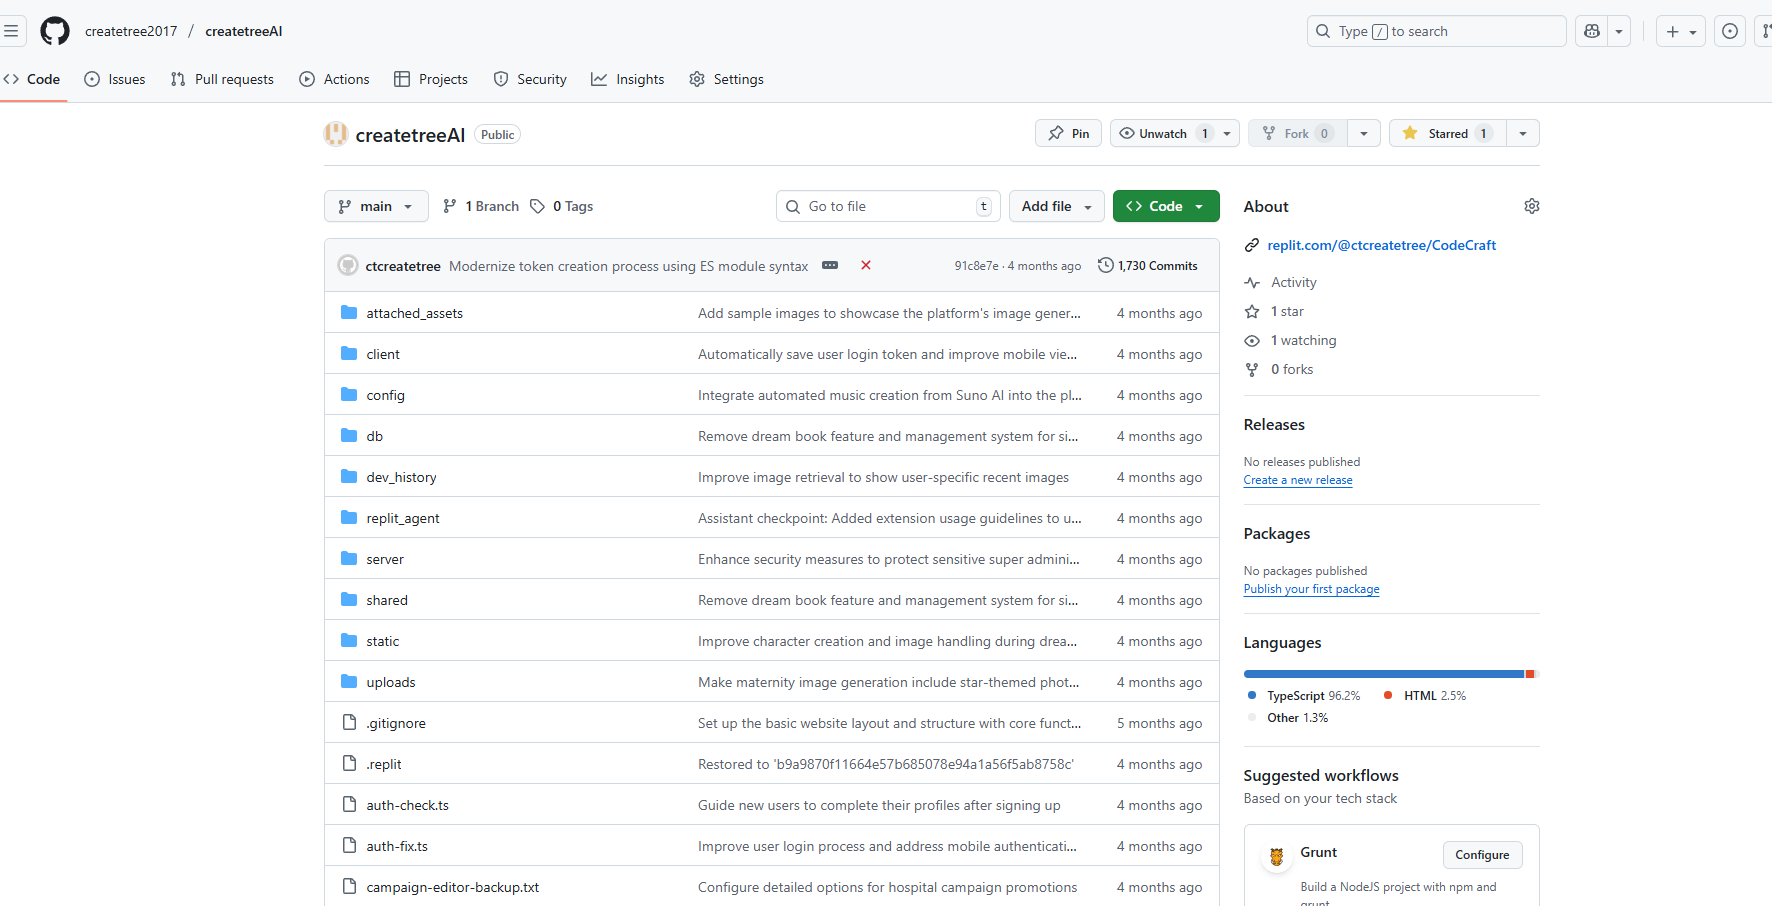 createtree2017 / createtreeAI
Type / to search
Code Issues Pull requests Actions Projects Security Insights Settings
createtreeAI Public
Pin Unwatch 1 Fork 0 Starred 1
main 1 Branch 0 Tags Go to file t Add file Code
ctcreatetree Modernize token creation process using ES module syntax 91c8e7e · 4 months ago 1,730 Commits
attached_assets Add sample images to showcase the platform's image gener... 4 months ago
client Automatically save user login token and improve mobile vie... 4 months ago
config Integrate automated music creation from Suno AI into the pl... 4 months ago
db Remove dream book feature and management system for si... 4 months ago
dev_history Improve image retrieval to show user-specific recent images 4 months ago
replit_agent Assistant checkpoint: Added extension usage guidelines to u... 4 months ago
server Enhance security measures to protect sensitive super admini... 4 months ago
shared Remove dream book feature and management system for si... 4 months ago
static Improve character creation and image handling during drea... 4 months ago
uploads Make maternity image generation include star-themed phot... 4 months ago
.gitignore Set up the basic website layout and structure with core funct... 5 months ago
.replit Restored to 'b9a9870f11664e57b685078e94a1a56f5ab8758c' 4 months ago
auth-check.ts Guide new users to complete their profiles after signing up 4 months ago
auth-fix.ts Improve user login process and address mobile authenticati... 4 months ago
campaign-editor-backup.txt Configure detailed options for hospital campaign promotions 4 months ago
About
replit.com/@ctcreatetree/CodeCraft
Activity
1 star
1 watching
0 forks
Releases
No releases published
Create a new release
Packages
No packages published
Publish your first package
Languages
TypeScript 96.2% HTML 2.5%
Other 1.3%
Suggested workflows
Based on your tech stack
Grunt Configure
Build a NodeJS project with npm and
grunt.